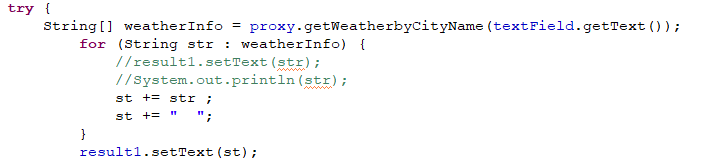 try {
    String[] weatherInfo = proxy.getWeatherbyCityName(textField.getText());
        for (String str : weatherInfo) {
            //result1.setText(str);
            //System.out.println(str);
            st += str ;
            st += "  ";
        }
        result1.setText(st);